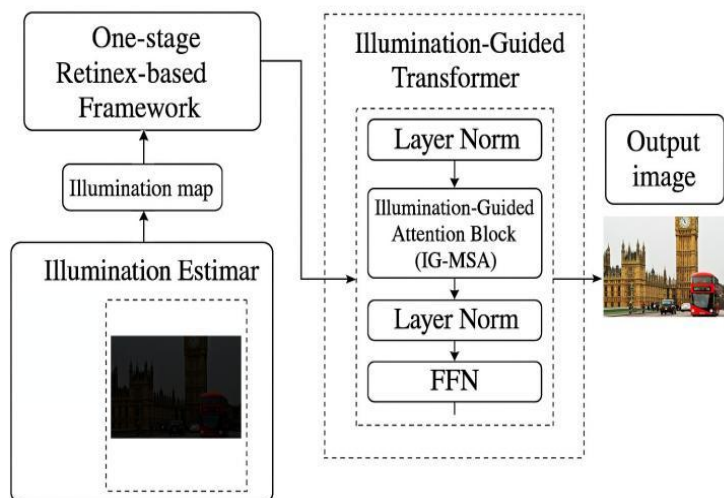 One-stage
Retinex-based
Framework
Illumination map
Illumination Estimar
Illumination-Guided
Transformer
Layer Norm
Illumination-Guided
Attention Block
(IG-MSA)
Layer Norm
FFN
Output
image